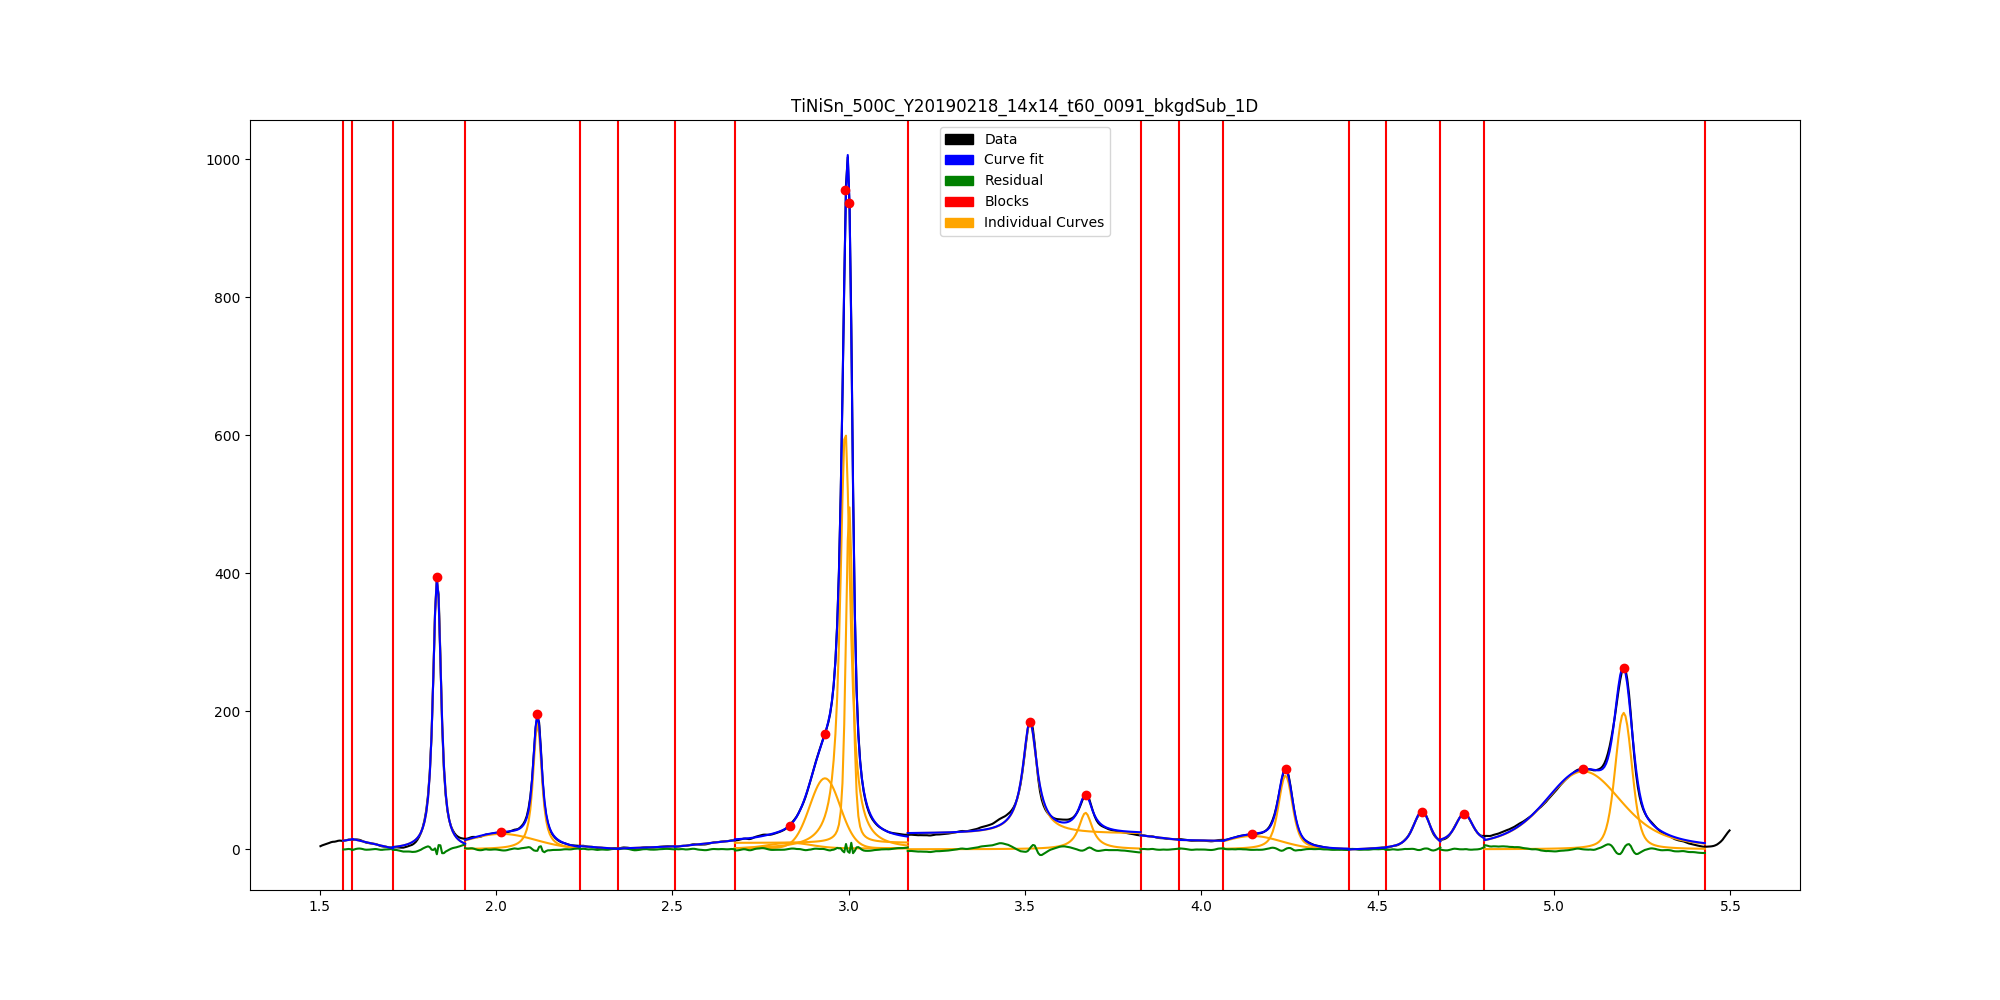 TiNiSn_500C_Y20190218_14x14_t60_0091_bkgdSub_1D
Data
Curve fit
Residual
Blocks
Individual Curves
1000
800
600
400
200
0
1.5 2.0 2.5 3.0 3.5 4.0 4.5 5.0 5.5